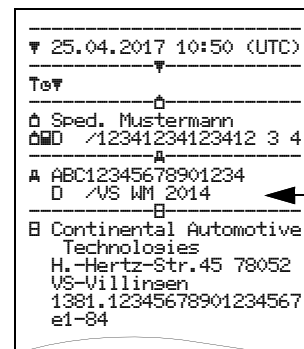 ▼ 25.04.2017 10:50 (UTC)
T⊙▼
Sped. Mustermann
D /12341234123412 3 4
ABC12345678901234
D /VS WM 2014
Continental Automotive
Technologies
H.-Hertz-Str.45 78052
VS-Villingen
1381.12345678901234567
e1-84